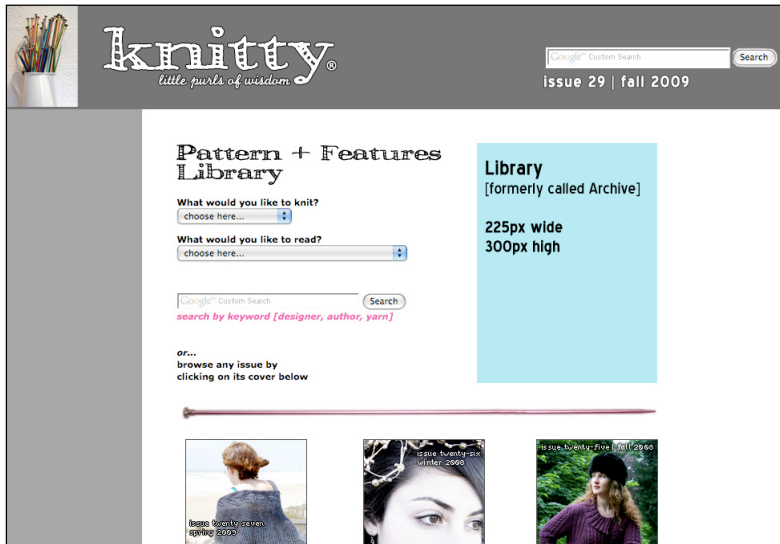 knitty®
little purls of wisdom
Google™ Custom Search
Search
issue 29 | fall 2009
Pattern + Features
Library
What would you like to knit?
choose here...
What would you like to read?
choose here...
Google™ Custom Search
Search
search by keyword [designer, author, yarn]
or...
browse any issue by
clicking on its cover below
Library
[formerly called Archive]
225px wide
300px high
issue twenty-seven
spring 2009
issue twenty-six
winter 2008
issue twenty-five | fall 2008